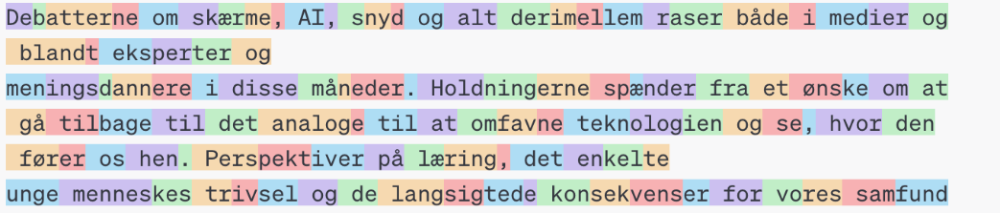 Debatterne om skærme, AI, snyd og alt derimellem raser både i medier og
blandt eksperter og
meningsdannere i disse måneder. Holdningerne spænder fra et ønske om at
gå tilbage til det analoge til at omfavne teknologien og se, hvor den
fører os hen. Perspektiver på læring, det enkelte
unge menneskes trivsel og de langsigtede konsekvenser for vores samfund